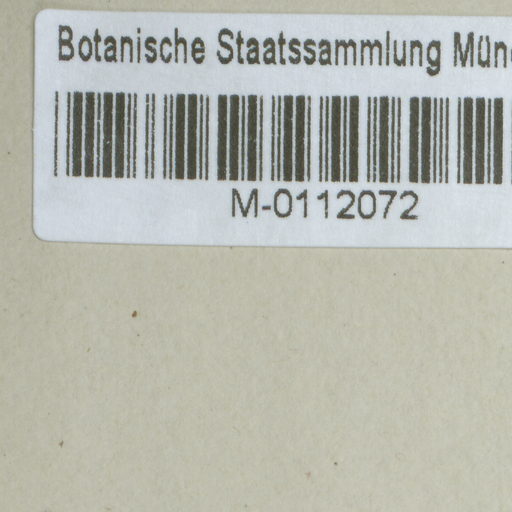 Botanische Staatssammlung Mün
M-0112072